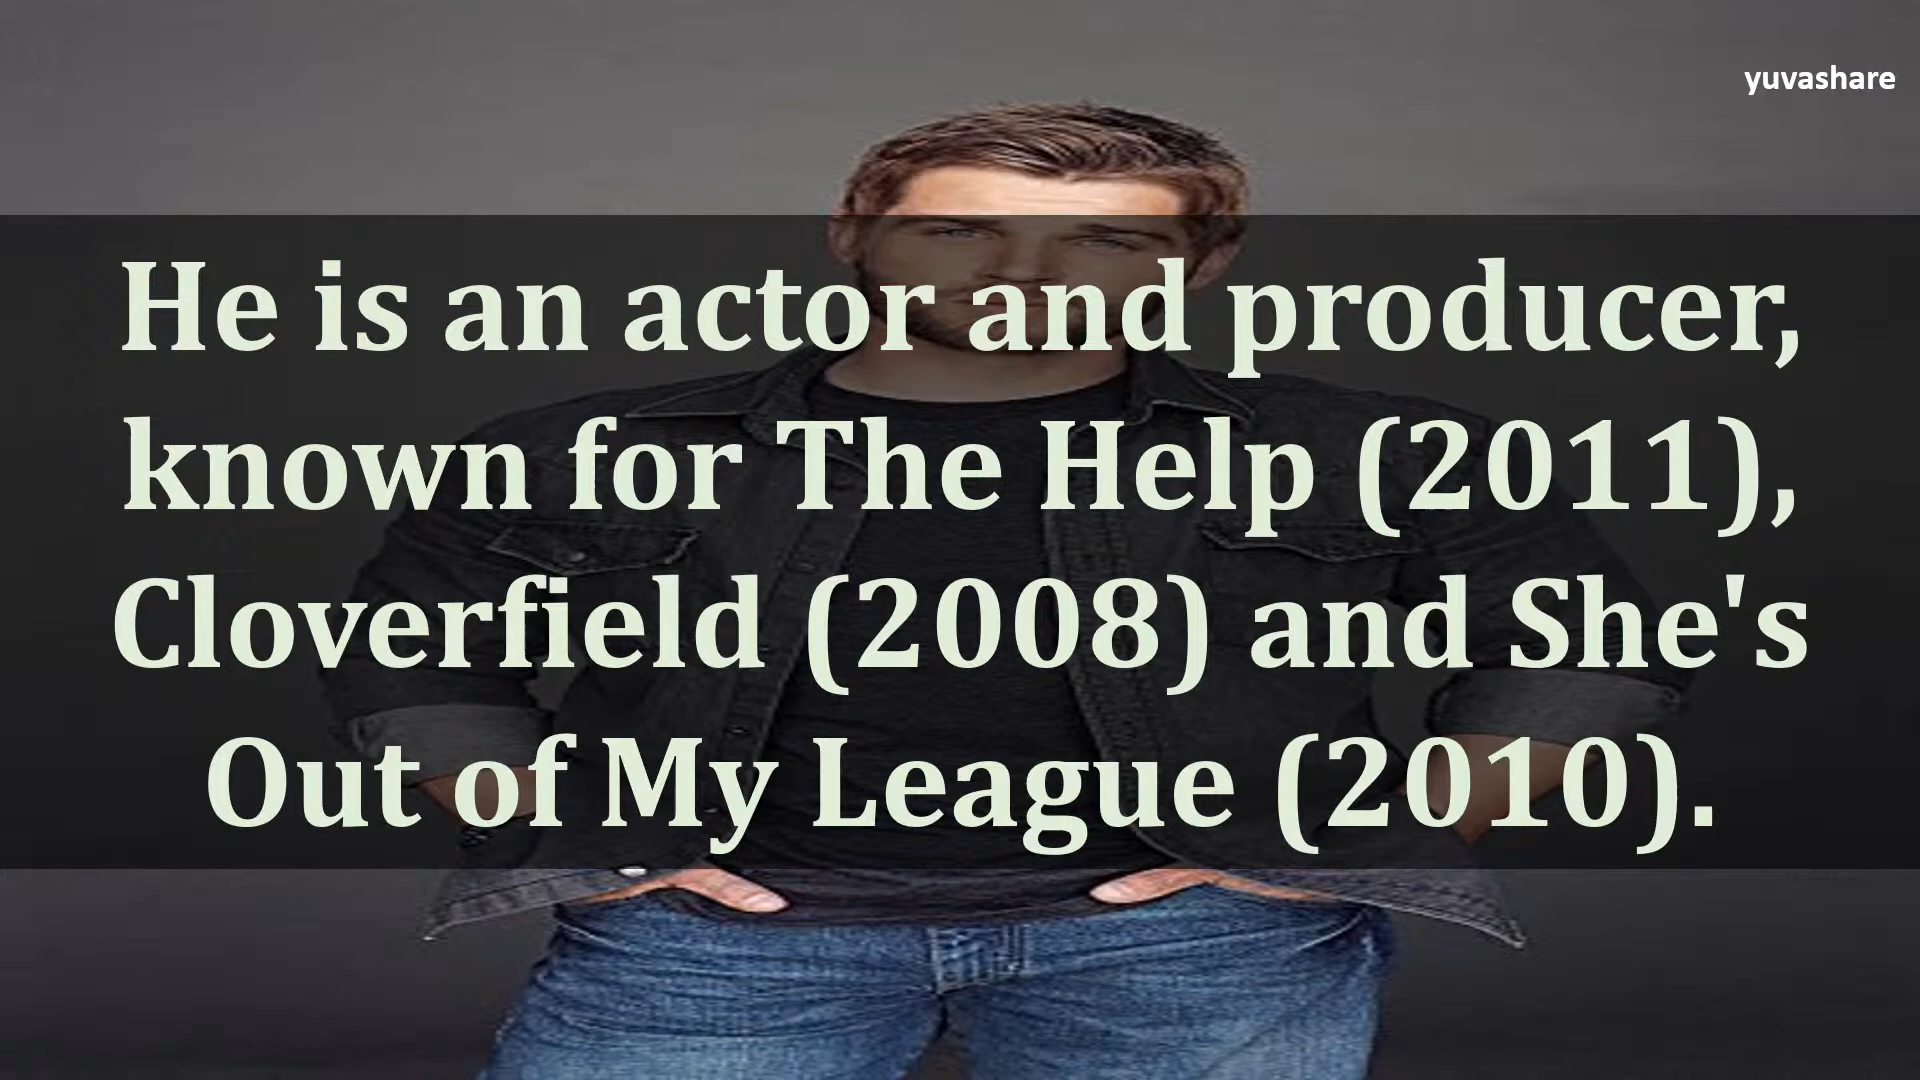 yuvashare
He is an actor and producer,
known for The Help (2011),
Cloverfield (2008) and She's
Out of My League (2010).